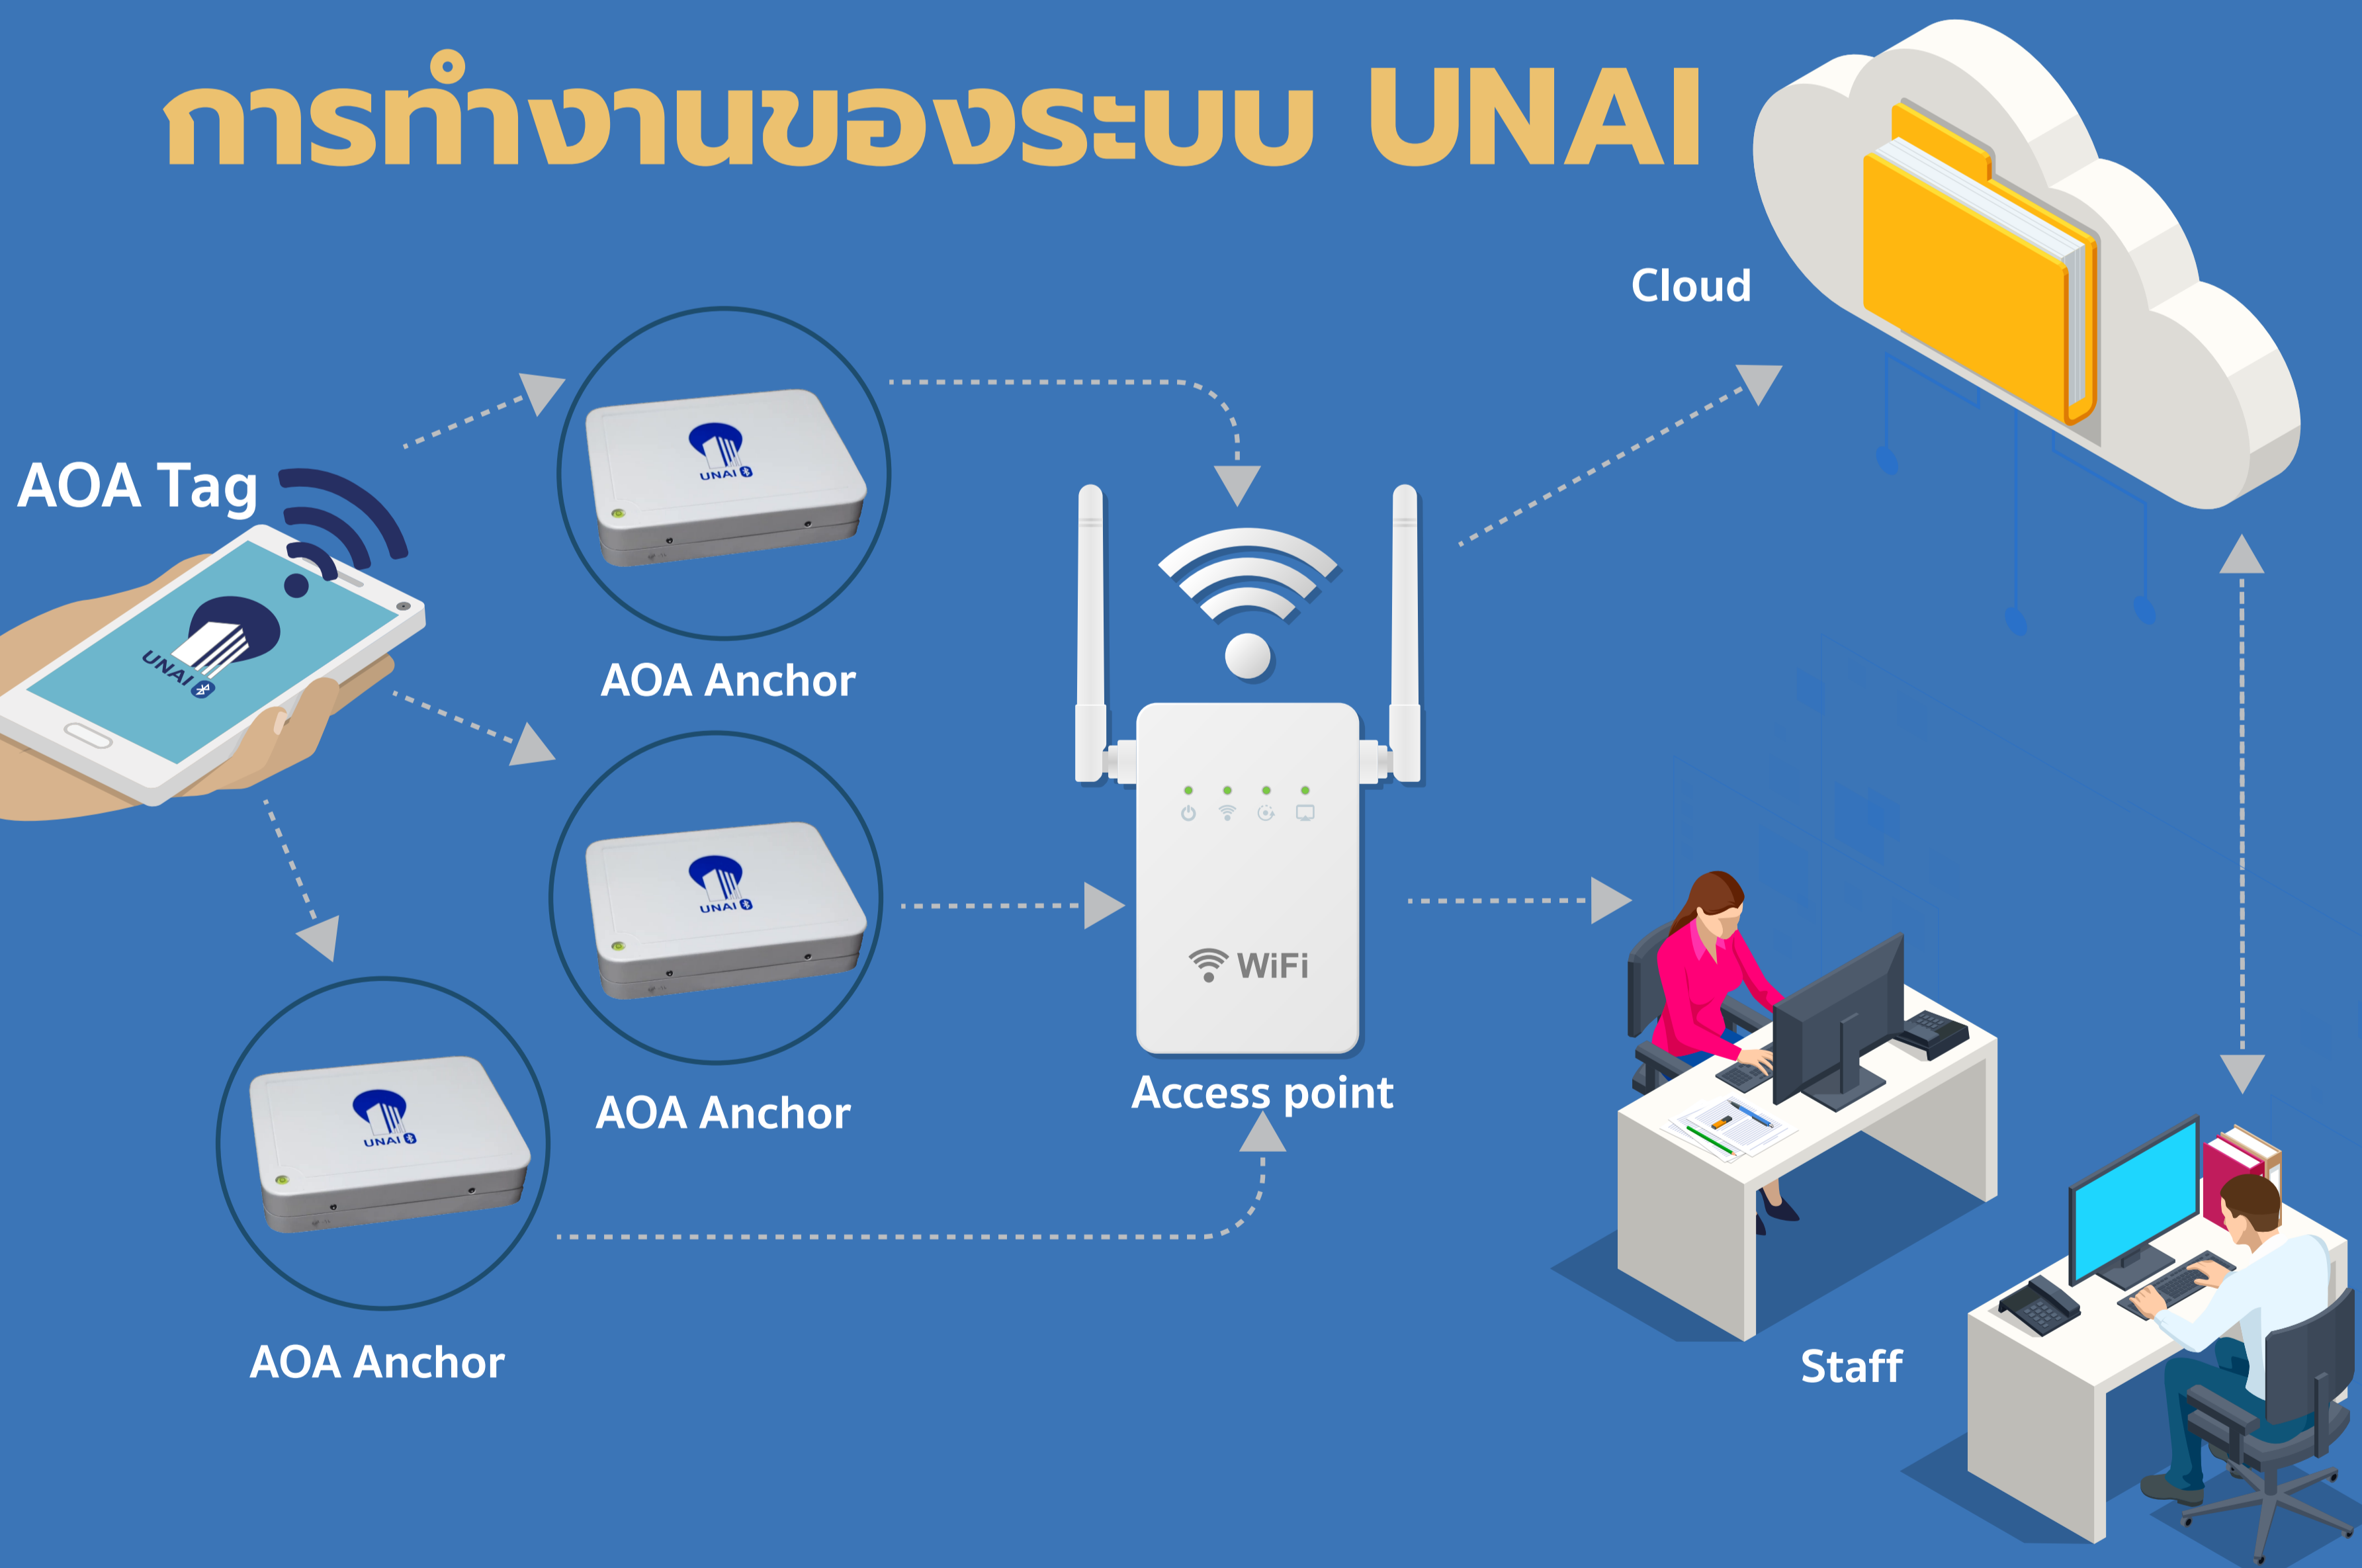 การทำงานของระบบ UNAI
Cloud
AOA Tag
UNAI
UNAI
AOA Anchor
UNAI
AOA Anchor
WiFi
Access point
UNAI
AOA Anchor
Staff